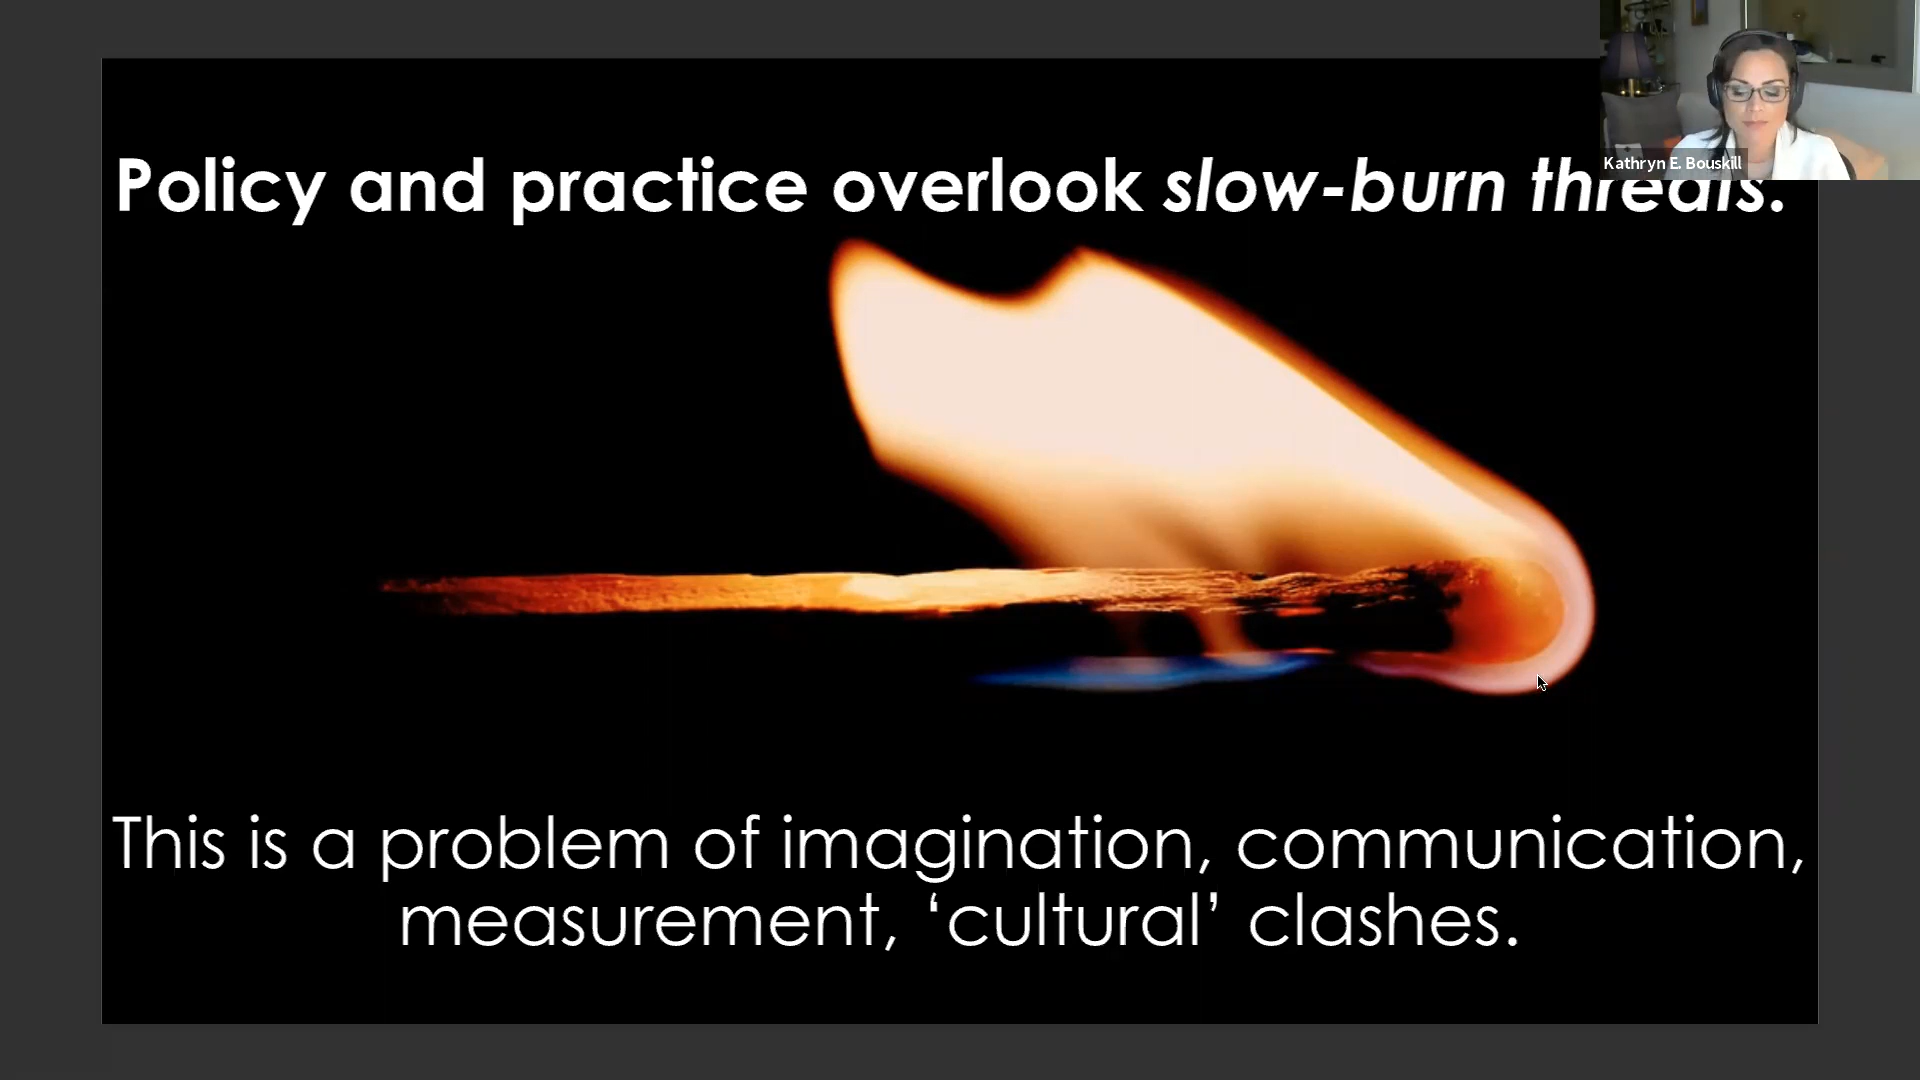 Policy and practice overlook slow-burn threats.
Kathryn E. Bouskill
This is a problem of imagination, communication,
measurement, ‘cultural’ clashes.